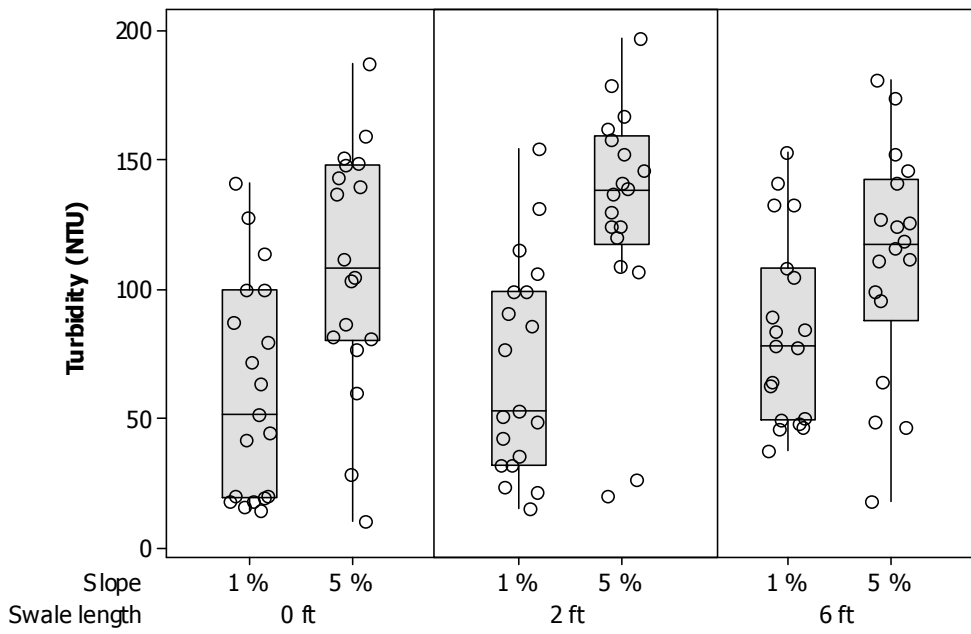 Turbidity (NTU)
200
150
100
50
0
Slope 1 % 5 % 1 % 5 % 1 % 5 %
Swale length 0 ft 2 ft 6 ft